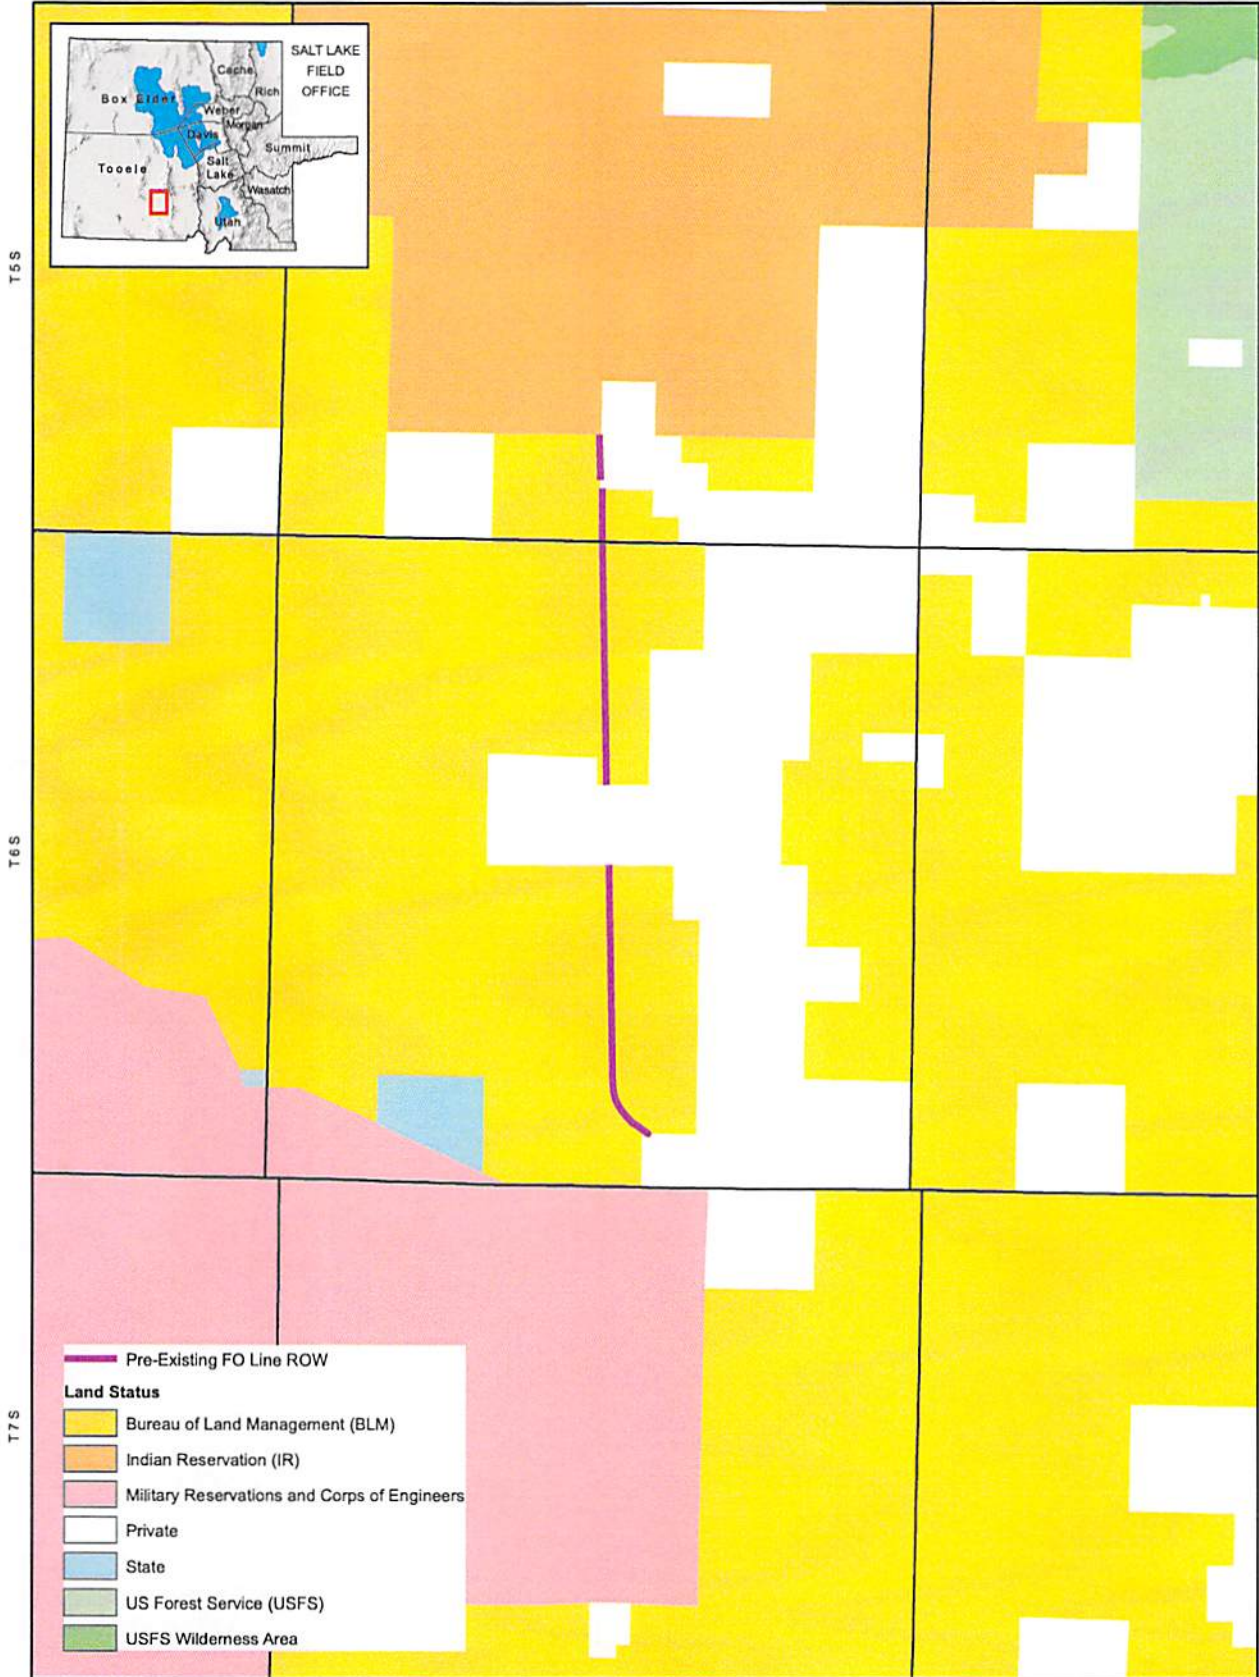 SALT LAKE
FIELD
OFFICE
Cache
Rich
Box Elder
Weber
Morgan
Davis
Summit
Salt
Lake
Tooele
Wasatch
Utah
T5S
T6S
T7S
Pre-Existing FO Line ROW
Land Status
Bureau of Land Management (BLM)
Indian Reservation (IR)
Military Reservations and Corps of Engineers
Private
State
US Forest Service (USFS)
USFS Wilderness Area